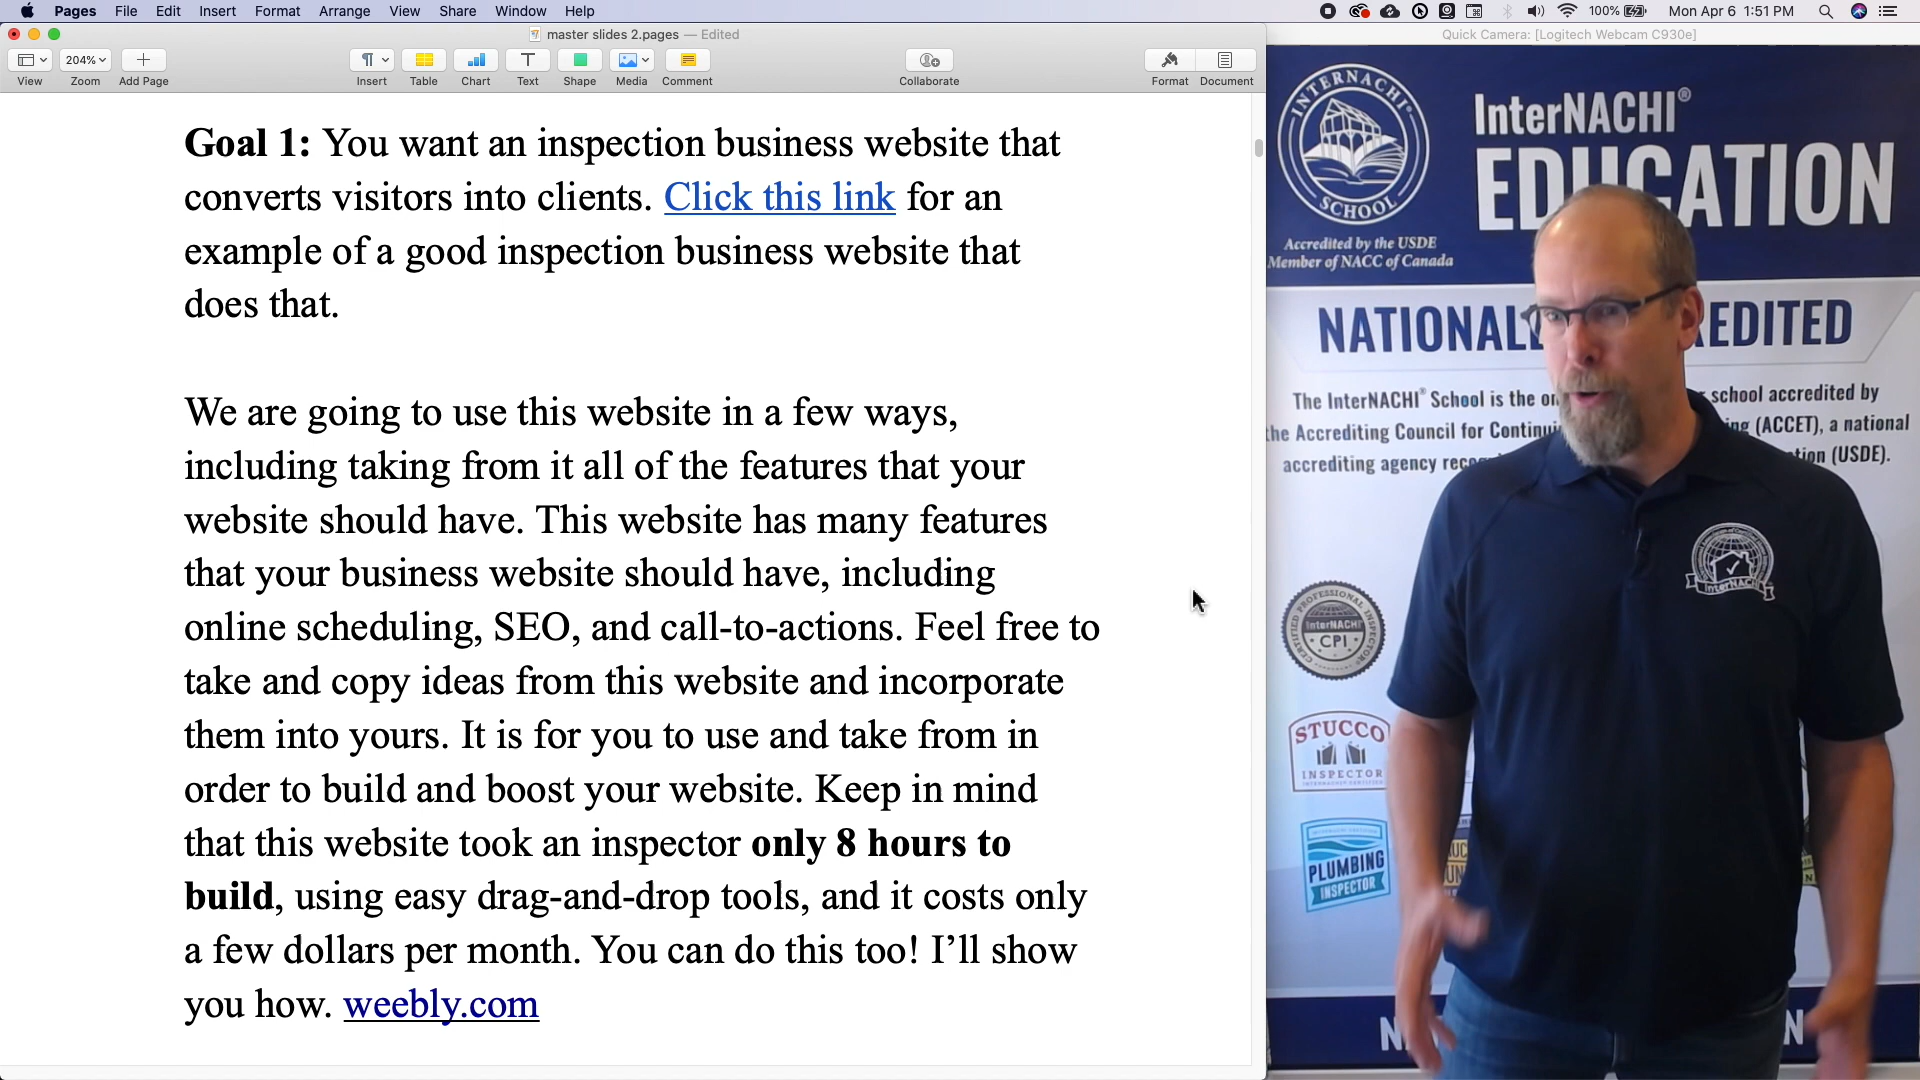 Pages File Edit Insert Format Arrange View Share Window Help
100% Mon Apr 6 1:51 PM
master slides 2.pages — Edited
Quick Camera: [Logitech Webcam C930e]
204%
View Zoom Add Page Insert Table Chart Text Shape Media Comment Collaborate Format Document
Goal 1: You want an inspection business website that
converts visitors into clients. Click this link for an
example of a good inspection business website that
does that.
We are going to use this website in a few ways,
including taking from it all of the features that your
website should have. This website has many features
that your business website should have, including
online scheduling, SEO, and call-to-actions. Feel free to
take and copy ideas from this website and incorporate
them into yours. It is for you to use and take from in
order to build and boost your website. Keep in mind
that this website took an inspector only 8 hours to
build, using easy drag-and-drop tools, and it costs only
a few dollars per month. You can do this too! I’ll show
you how. weebly.com
INTERNACHI®
SCHOOL
Accredited by the USDE
Member of NACC of Canada
InterNACHI®
EDUCATION
The InterNACHI® School is the school accredited by
the Accrediting Council for (ACCET), a national
accrediting agency (USDE).
CERTIFIED PROFESSIONAL INSPECTOR
InterNACHI
CPI
STUCCO
INSPECTOR
PLUMBING
INSPECTOR
InterNACHI